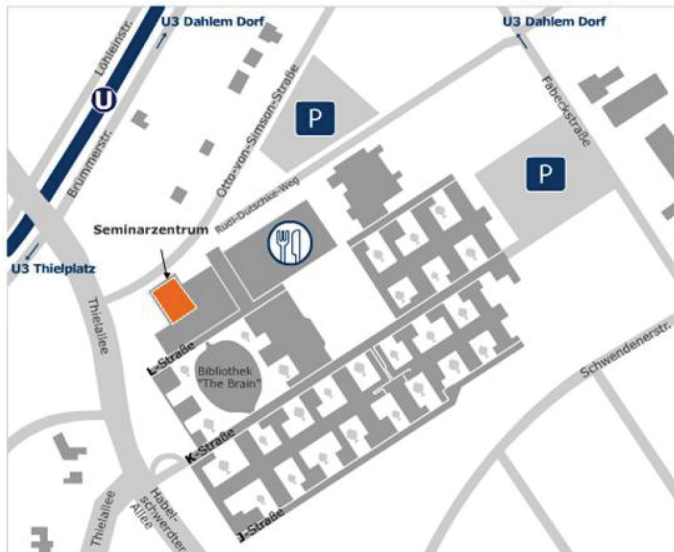 U3 Dahlem Dorf
U3 Dahlem Dorf
Löhleinstr.
U
Brümmerstr.
Otto-von-Simson-Straße
P
Fabeckstraße
P
Rudi-Dutschke-Weg
Seminarzentrum
U3 Thielplatz
Thielallee
L-Straße
Bibliothek
"The Brain"
Schwendenerstr.
K-Straße
Thielallee
Habel-
schwerdter
Allee
J-Straße